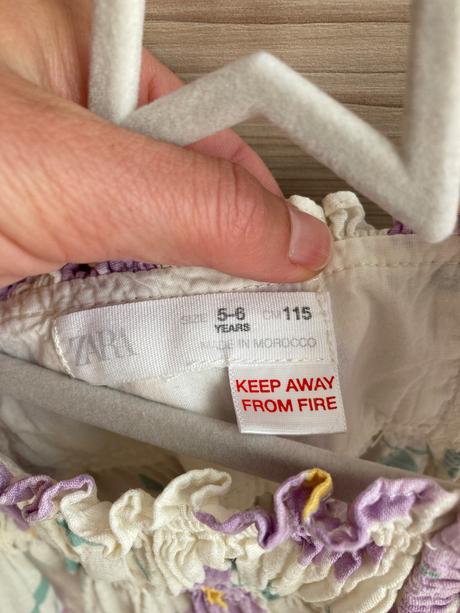 ZARA
SIZE 5-6 CM 115
YEARS
MADE IN MOROCCO
KEEP AWAY
FROM FIRE